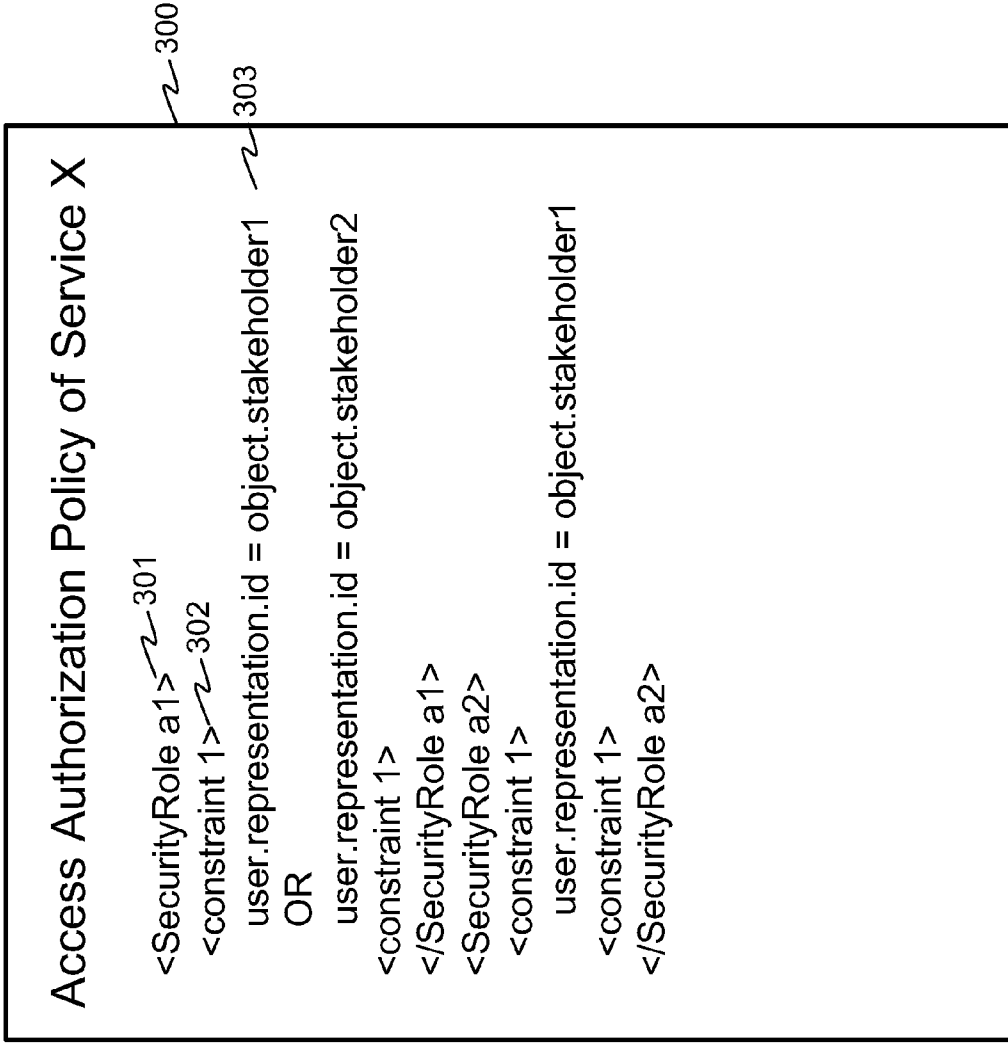 Access Authorization Policy of Service X
300
<SecurityRole a1> 301
<constraint 1> 302
user.representation.id = object.stakeholder1 303
OR
user.representation.id = object.stakeholder2
<constraint 1>
</SecurityRole a1>
<SecurityRole a2>
<constraint 1>
user.representation.id = object.stakeholder1
<constraint 1>
</SecurityRole a2>